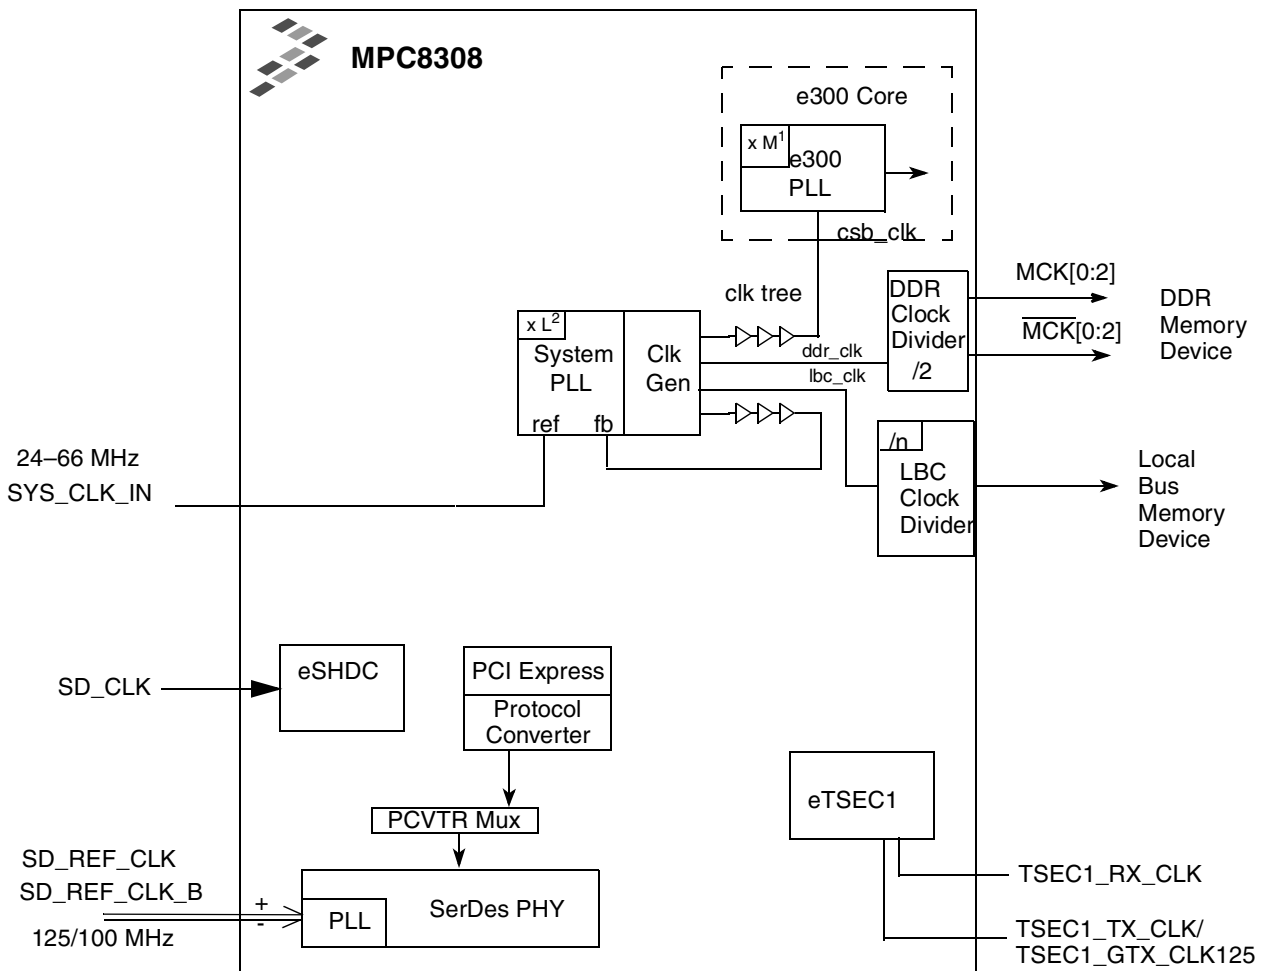 MPC8308
e300 Core
x M1
e300
PLL
csb_clk
clk tree
MCK[0:2]
MCK[0:2]
DDR
Memory
Device
DDR
Clock
Divider
/2
x L2
System
PLL
ref fb
Clk
Gen
ddr_clk
lbc_clk
24–66 MHz
SYS_CLK_IN
/n
LBC
Clock
Divider
Local
Bus
Memory
Device
SD_CLK
eSHDC
PCI Express
Protocol
Converter
PCVTR Mux
eTSEC1
SD_REF_CLK
SD_REF_CLK_B
125/100 MHz
+
-
PLL
SerDes PHY
TSEC1_RX_CLK
TSEC1_TX_CLK/
TSEC1_GTX_CLK125